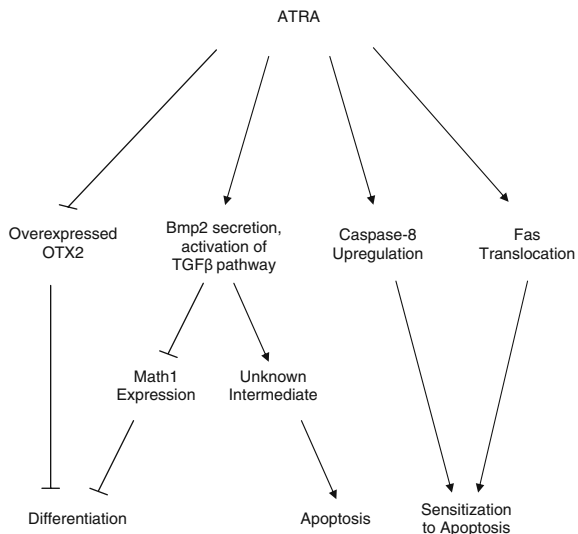 ATRA
Overexpressed
OTX2
Bmp2 secretion,
activation of
TGFβ pathway
Caspase-8
Upregulation
Fas
Translocation
Math1
Expression
Unknown
Intermediate
Differentiation
Apoptosis
Sensitization
to Apoptosis